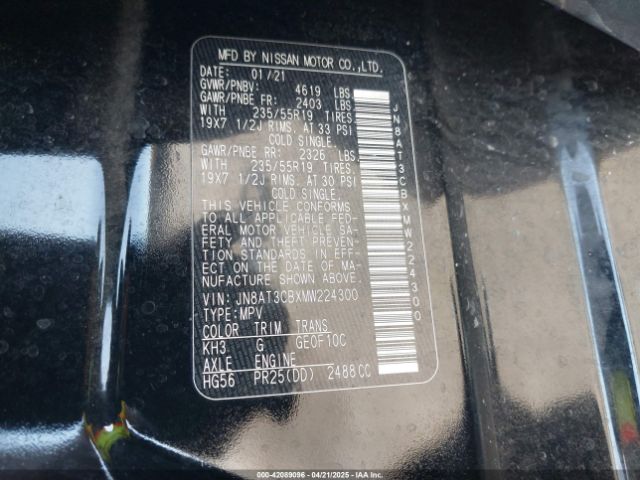 MFD BY NISSAN MOTOR CO.,LTD.
DATE: 01/21
GVWR/PNBV: 4619 LBS
GAWR/PNBE FR: 2403 LBS
WITH 235/55R19 TIRES.
19X7 1/2J RIMS. AT 33 PSI
COLD SINGLE.
GAWR/PNBE RR: 2326 LBS.
WITH 235/55R19 TIRES.
19X7 1/2J RIMS. AT 30 PSI
COLD SINGLE.
THIS VEHICLE CONFORMS
TO ALL APPLICABLE FED-
ERAL MOTOR VEHICLE SA-
FETY AND THEFT PREVEN-
TION STANDARDS IN EFF-
ECT ON THE DATE OF MA-
NUFACTURE SHOWN ABOVE.
VIN: JN8AT3CBXMW224300
TYPE:MPV
COLOR TRIM TRANS
KH3 G GE0F10C
AXLE ENGINE
HG56 PR25(DD) 2488CC
JN8AT3CBXMW224300
000-42089096 - 04/21/2025 - IAAI.COM